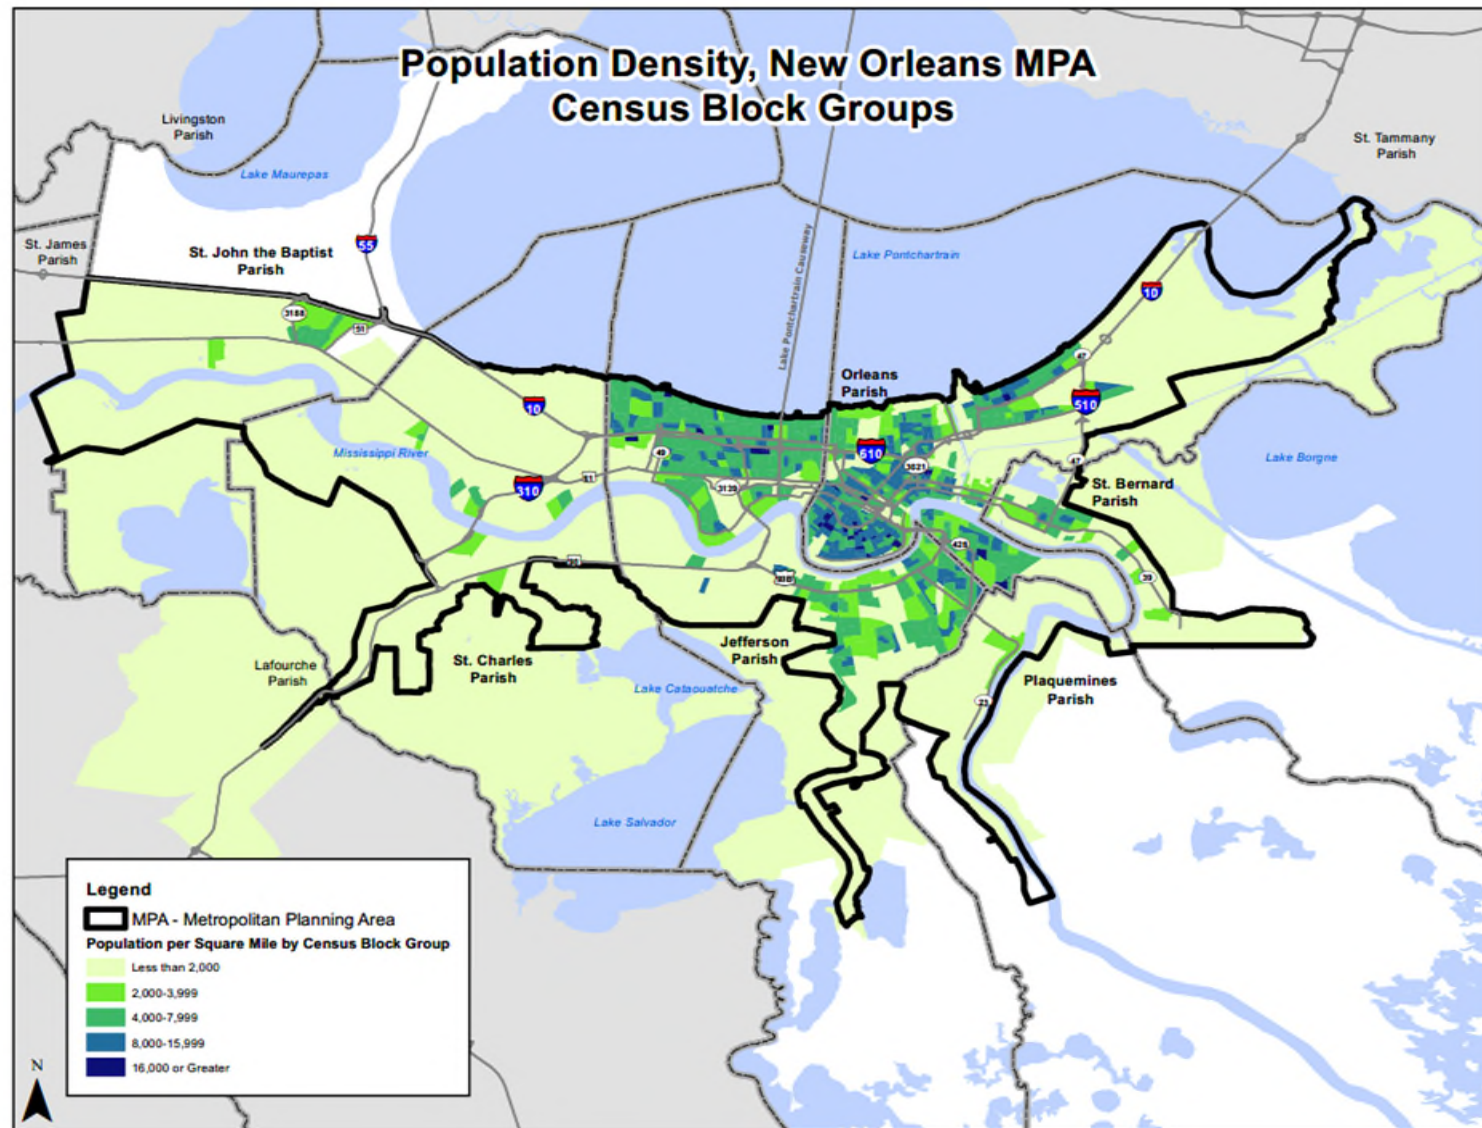 Population Density, New Orleans MPA
Census Block Groups
Livingston
Parish
St. Tammany
Parish
Lake Maurepas
St. James
Parish
St. John the Baptist
Parish
55
Lake Pontchartrain Causeway
Lake Pontchartrain
10
3188
51
47
Orleans
Parish
10
510
Mississippi River
49
610
3021
47
Lake Borgne
310
61
3139
St. Bernard
Parish
428
90
90B
39
Jefferson
Parish
Lafourche
Parish
St. Charles
Parish
Lake Cataouatche
Plaquemines
Parish
23
Lake Salvador
Legend
MPA - Metropolitan Planning Area
Population per Square Mile by Census Block Group
Less than 2,000
2,000-3,999
4,000-7,999
8,000-15,999
16,000 or Greater
N